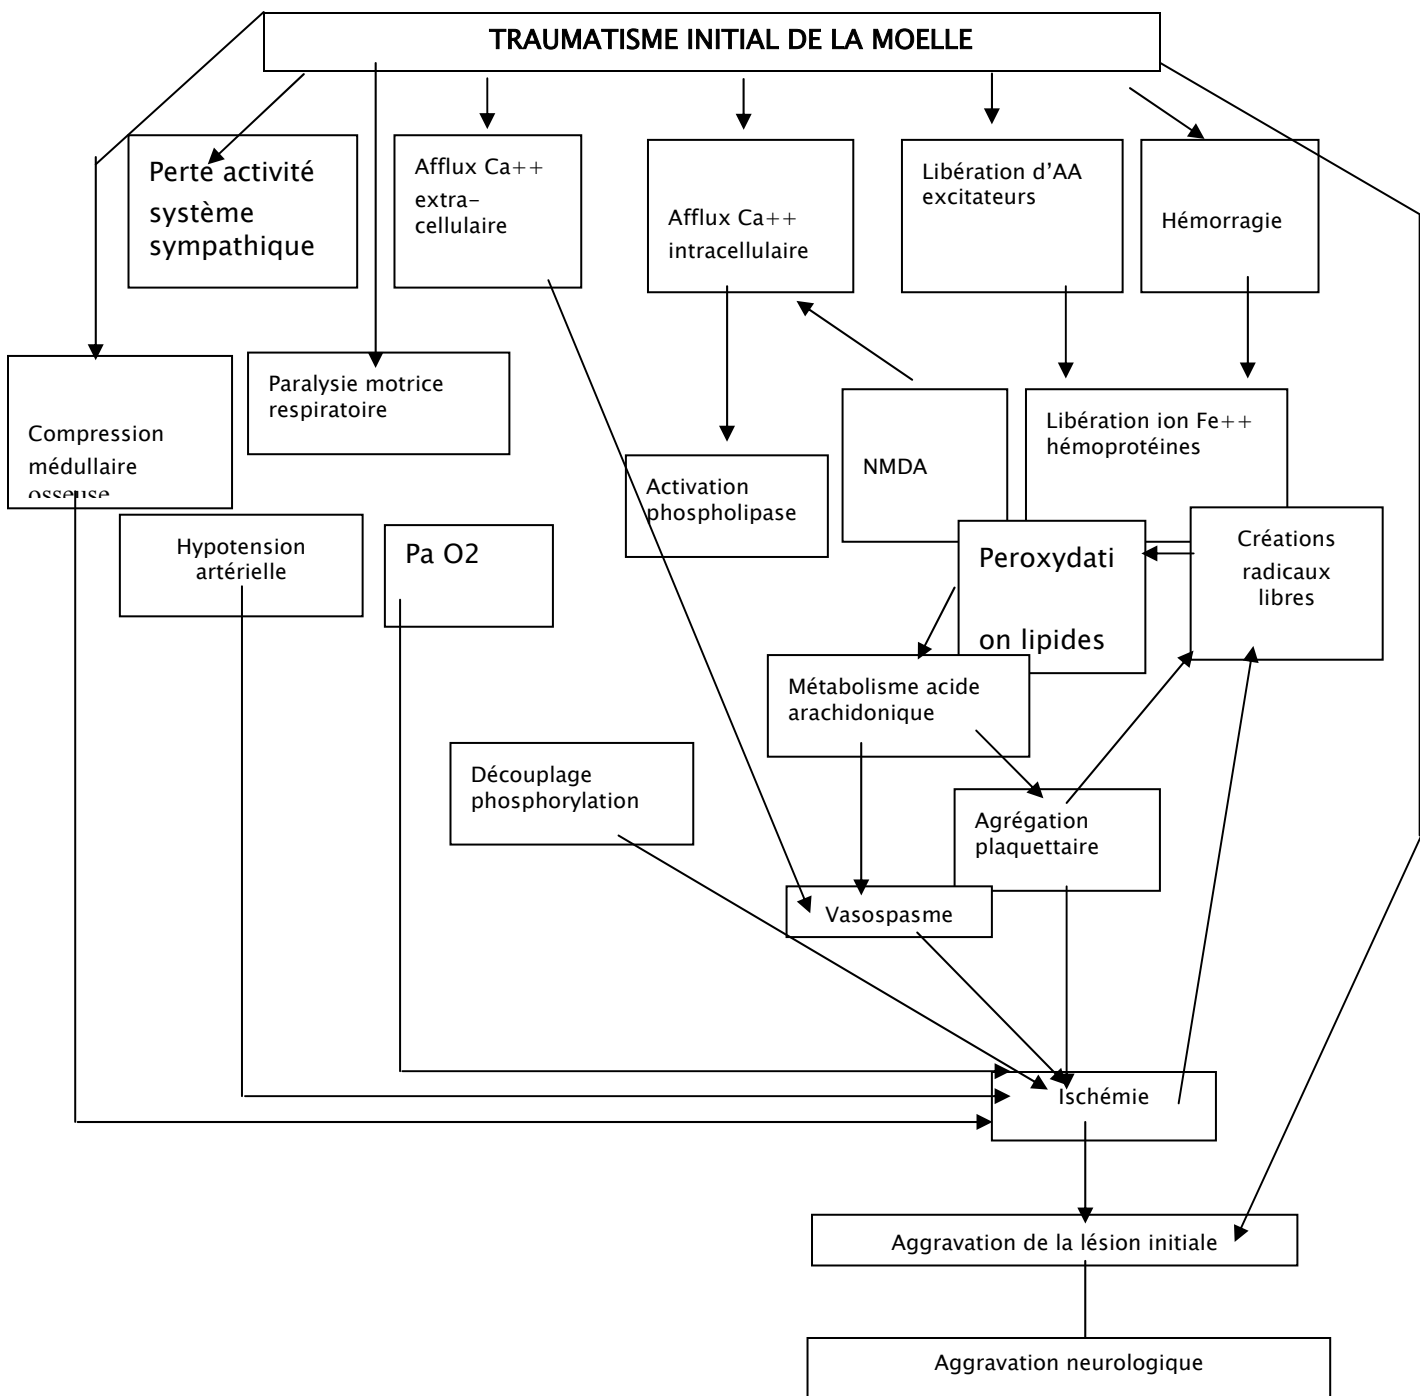 TRAUMATISME INITIAL DE LA MOELLE
Perte activité
système
sympathique
Afflux Ca++
extra-
cellulaire
Afflux Ca++
intracellulaire
Libération d'AA
excitateurs
Hémorragie
Compression
médullaire
osseuse
Paralysie motrice
respiratoire
NMDA
Libération ion Fe++
hémoprotéines
Activation
phospholipase
Hypotension
artérielle
Pa O2
Peroxydati
on lipides
Créations
radicaux
libres
Métabolisme acide
arachidonique
Découplage
phosphorylation
Agrégation
plaquettaire
Vasospasme
Ischémie
Aggravation de la lésion initiale
Aggravation neurologique